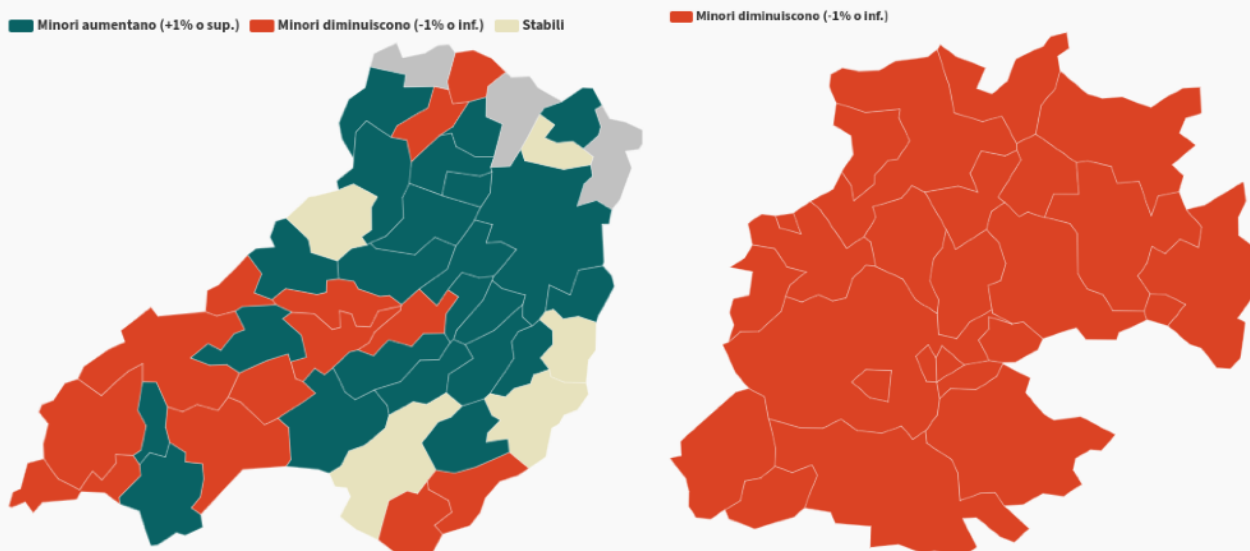 Minori aumentano (+1% o sup.) Minori diminuiscono (-1% o inf.) Stabili
Minori diminuiscono (-1% o inf.)